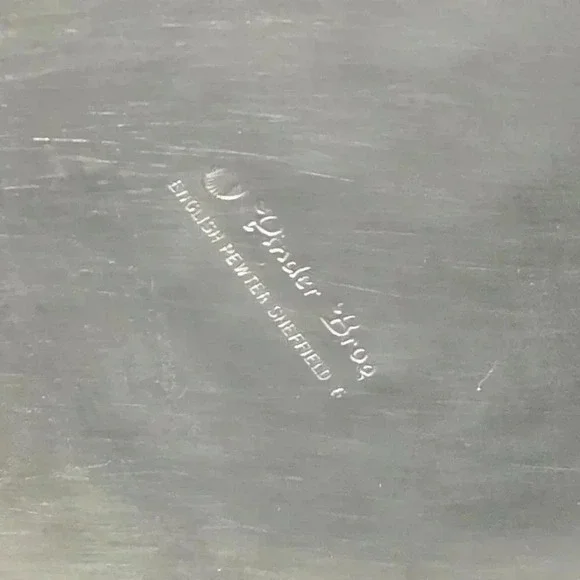 Pinder Bros
ENGLISH PEWTER SHEFFIELD 6